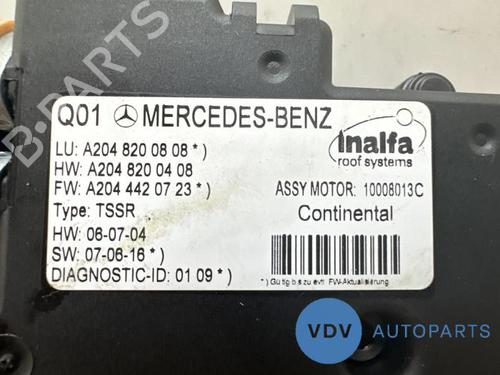 Q01 MERCEDES-BENZ
LU: A204 820 08 08 *)
HW: A204 820 04 08
FW: A204 442 07 23 *)
Type: TSSR
HW: 06-07-04
SW: 07-06-16 *)
DIAGNOSTIC-ID: 01 09 *)
inalfa
roof systems
ASSY MOTOR: 10008013C
Continental
*) Gültig bis zu evtl. FW-Aktualisierung
B-PARTS
VDV AUTOPARTS